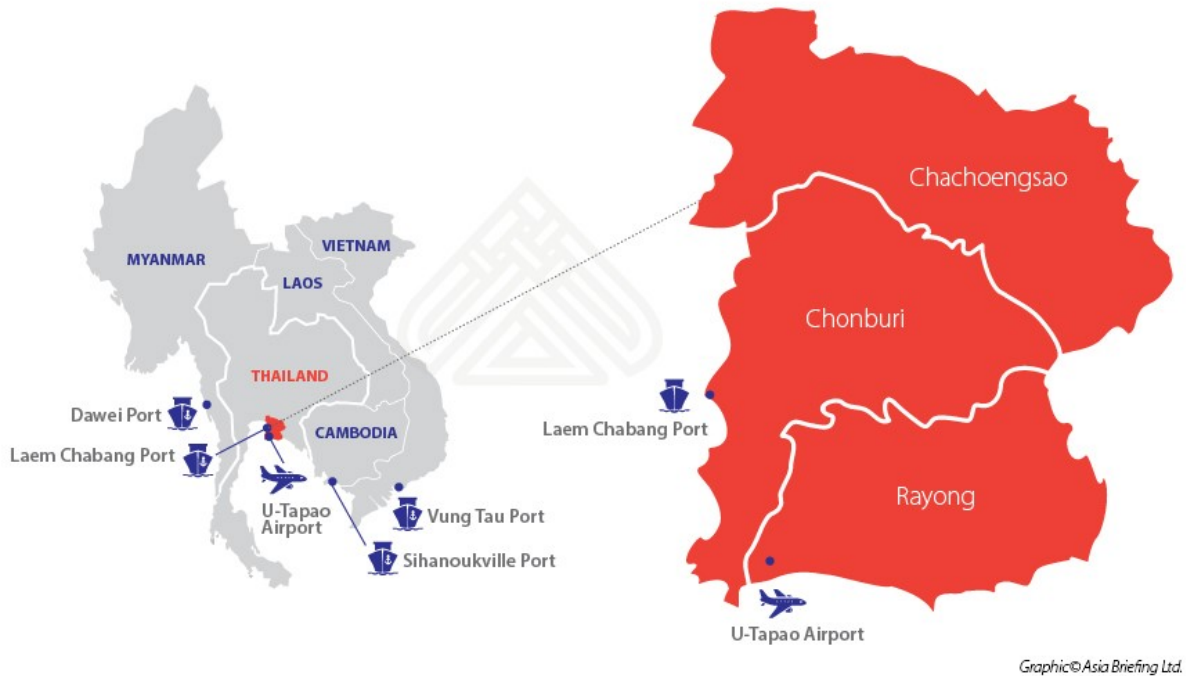 MYANMAR
VIETNAM
LAOS
THAILAND
CAMBODIA
Dawei Port
Laem Chabang Port
U-Tapao
Airport
Vung Tau Port
Sihanoukville Port
Chachoengsao
Chonburi
Laem Chabang Port
Rayong
U-Tapao Airport
Graphic© Asia Briefing Ltd.